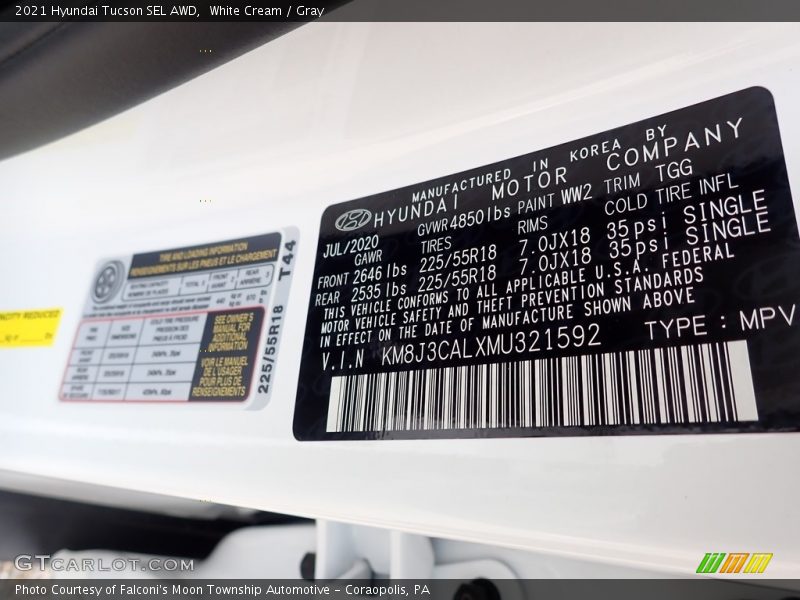 2021 Hyundai Tucson SEL AWD,  White Cream / Gray
MANUFACTURED IN KOREA BY
HYUNDAI MOTOR COMPANY
JUL/2020 GVWR 4850lbs PAINT WW2 TRIM TGG
GAWR TIRES RIMS COLD TIRE INFL
FRONT 2646 lbs 225/55R18 7.0JX18 35psi SINGLE
REAR 2535 lbs 225/55R18 7.0JX18 35psi SINGLE
THIS VEHICLE CONFORMS TO ALL APPLICABLE U.S.A. FEDERAL
MOTOR VEHICLE SAFETY AND THEFT PREVENTION STANDARDS
IN EFFECT ON THE DATE OF MANUFACTURE SHOWN ABOVE
V.I.N KM8J3CALXMU321592 TYPE : MPV
TIRE AND LOADING INFORMATION
RENSEIGNEMENTS SUR LES PNEUS ET LE CHARGEMENT
SEE OWNER'S
MANUAL FOR
ADDITIONAL
INFORMATION
VOIR LE MANUEL
DE L'USAGER
POUR PLUS DE
RENSEIGNEMENTS
225/55R18 T44
REDUCED
GTCARLOT.COM
Photo Courtesy of Falconi's Moon Township Automotive - Coraopolis, PA